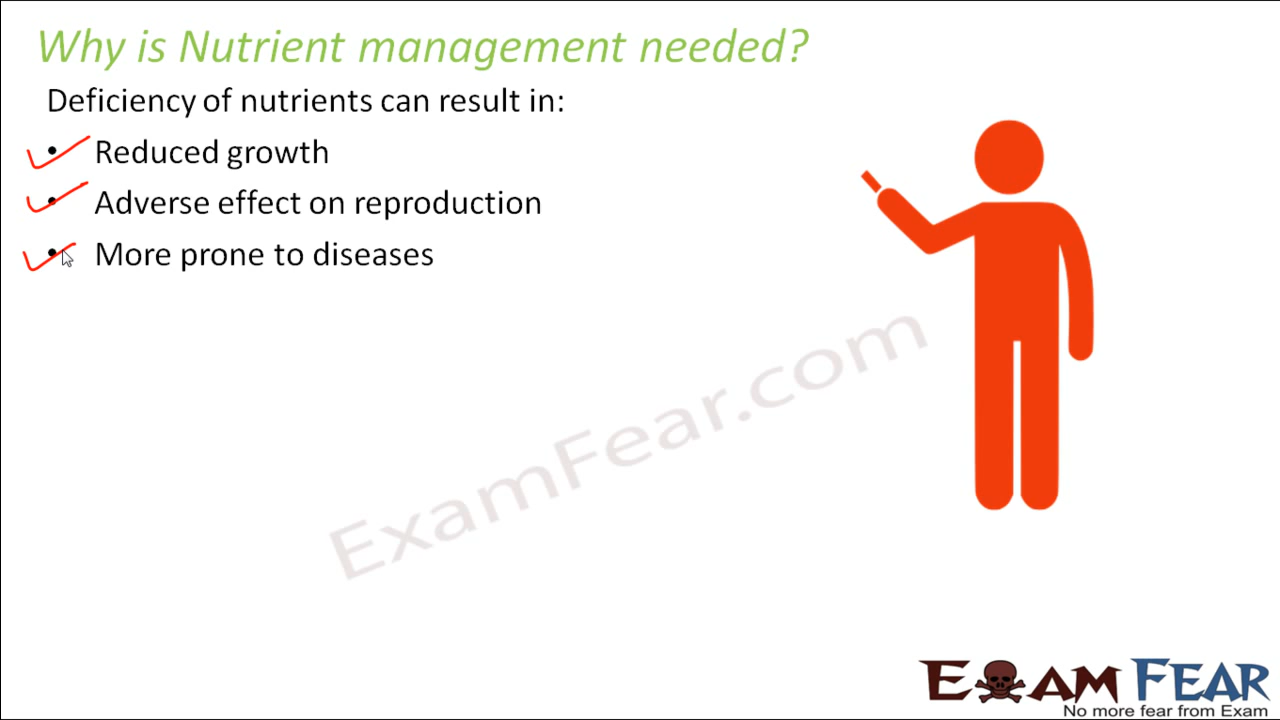 Why is Nutrient management needed?
Deficiency of nutrients can result in:
• Reduced growth
• Adverse effect on reproduction
• More prone to diseases
ExamFear.com
EXAM FEAR
No more fear from Exam